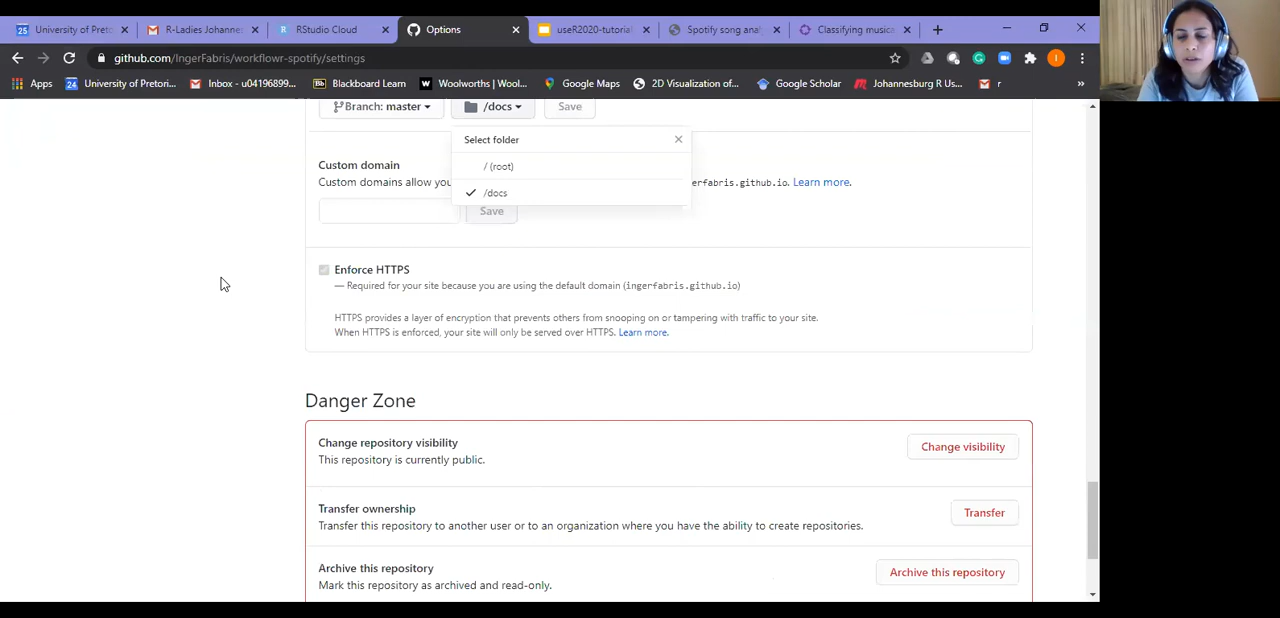 University of Preto
R-Ladies Johannes
RStudio Cloud
Options
useR2020-tutorial
Spotify song anal
Classifying musica
github.com/IngerFabris/workflowr-spotify/settings
Apps
University of Pretori...
Inbox - u04196899...
Blackboard Learn
Woolworths | Wool...
Google Maps
2D Visualization of...
Google Scholar
Johannesburg R Us...
r
»
Branch: master
/docs
Save
Select folder
/ (root)
/docs
Custom domain
Custom domains allow you
erfabris.github.io. Learn more.
Save
Enforce HTTPS
— Required for your site because you are using the default domain (ingerfabris.github.io)
HTTPS provides a layer of encryption that prevents others from snooping on or tampering with traffic to your site.
When HTTPS is enforced, your site will only be served over HTTPS. Learn more.
Danger Zone
Change repository visibility
This repository is currently public.
Change visibility
Transfer ownership
Transfer this repository to another user or to an organization where you have the ability to create repositories.
Transfer
Archive this repository
Mark this repository as archived and read-only.
Archive this repository